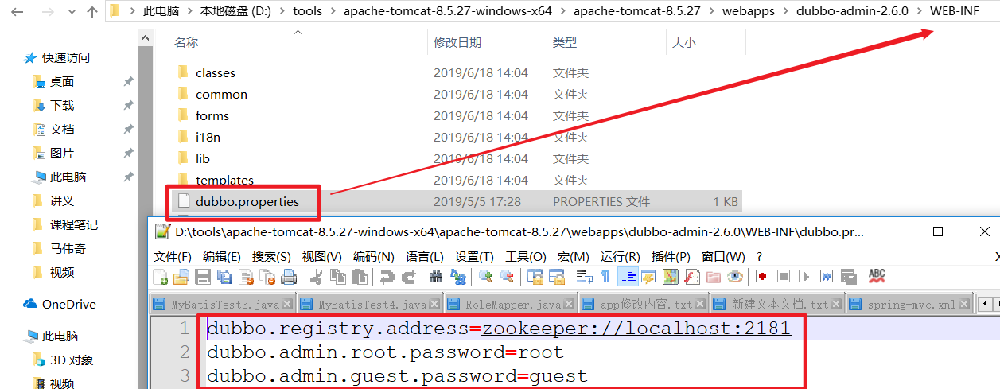 此电脑 > 本地磁盘 (D:) > tools > apache-tomcat-8.5.27-windows-x64 > apache-tomcat-8.5.27 > webapps > dubbo-admin-2.6.0 > WEB-INF
名称 修改日期 类型 大小
快速访问
桌面
下载
文档
图片
此电脑
讲义
课程笔记
马伟奇
视频
OneDrive
此电脑
3D 对象
视频
classes 2019/6/18 14:04 文件夹
common 2019/6/18 14:04 文件夹
forms 2019/6/18 14:04 文件夹
i18n 2019/6/18 14:04 文件夹
lib 2019/6/18 14:04 文件夹
templates 2019/6/18 14:04 文件夹
dubbo.properties 2019/5/5 17:28 PROPERTIES 文件 1 KB
D:\tools\apache-tomcat-8.5.27-windows-x64\apache-tomcat-8.5.27\webapps\dubbo-admin-2.6.0\WEB-INF\dubbo.pr...
文件(F) 编辑(E) 搜索(S) 视图(V) 编码(N) 语言(L) 设置(T) 工具(O) 宏(M) 运行(R) 插件(P) 窗口(W) ? X
ABC
MyBatisTest3.java MyBatisTest4.java RoleMapper.java app修改内容.txt 新建文本文档.txt spring-mvc.xml
1 dubbo.registry.address=zookeeper://localhost:2181
2 dubbo.admin.root.password=root
3 dubbo.admin.guest.password=guest